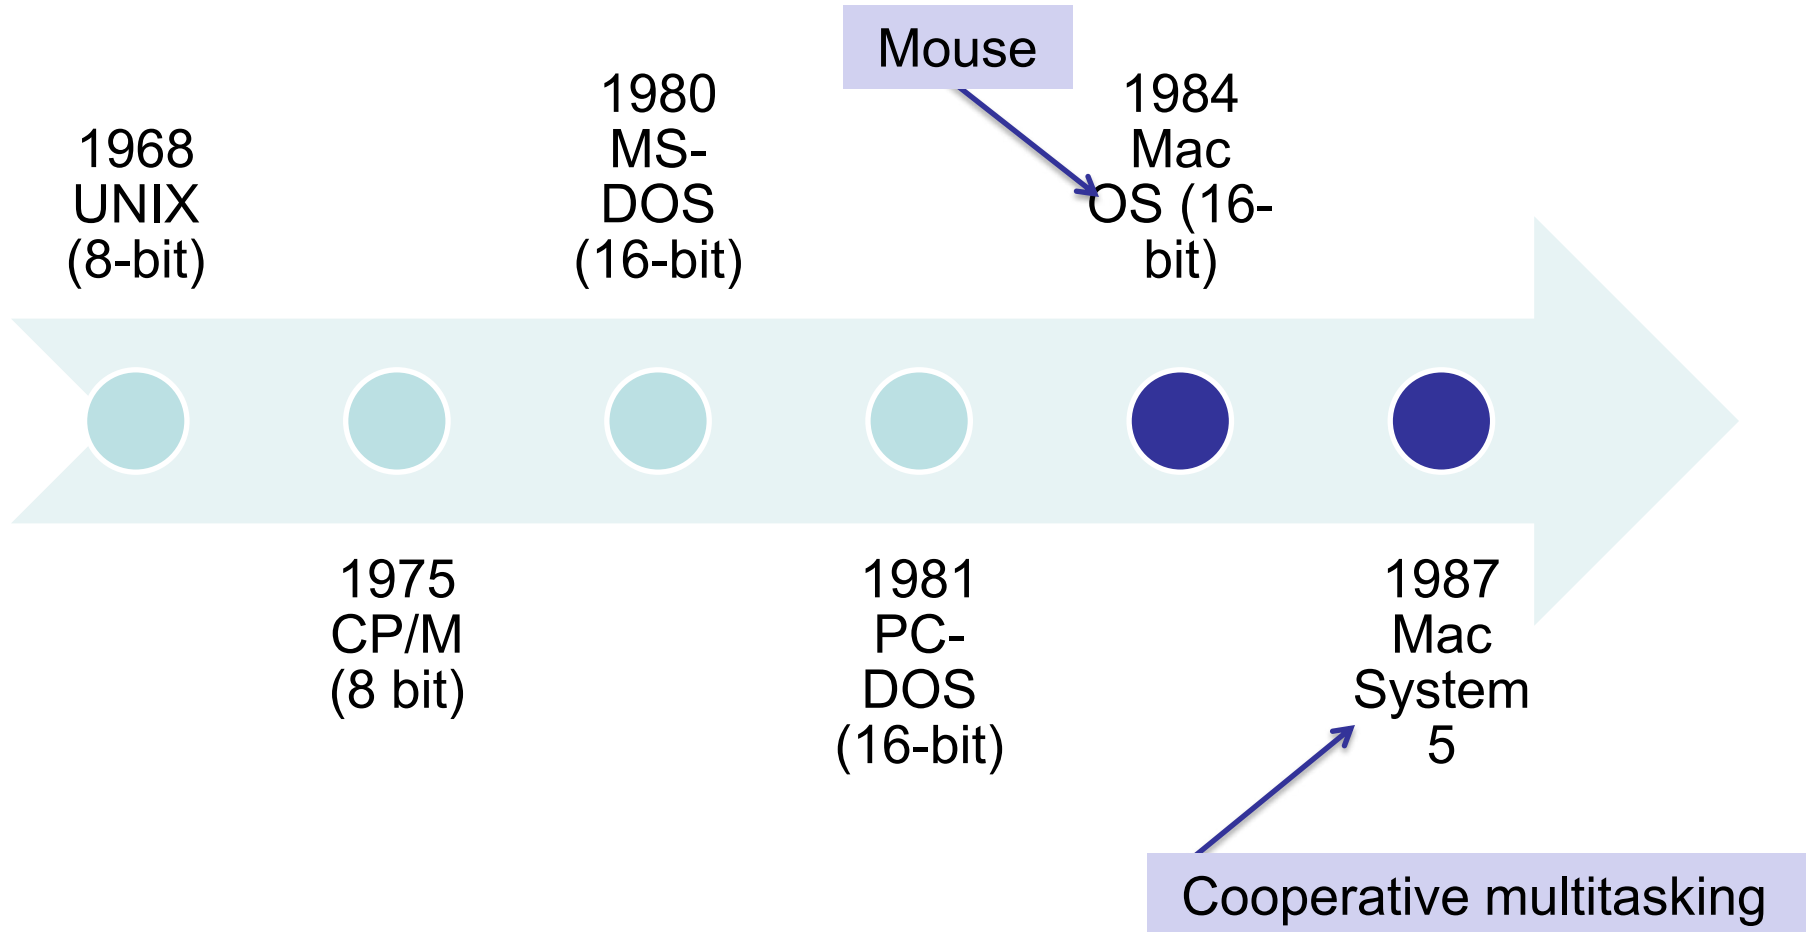 Mouse
1968
UNIX
(8-bit)
1980
MS-
DOS
(16-bit)
1984
Mac
OS (16-
bit)
1975
CP/M
(8 bit)
1981
PC-
DOS
(16-bit)
1987
Mac
System
5
Cooperative multitasking